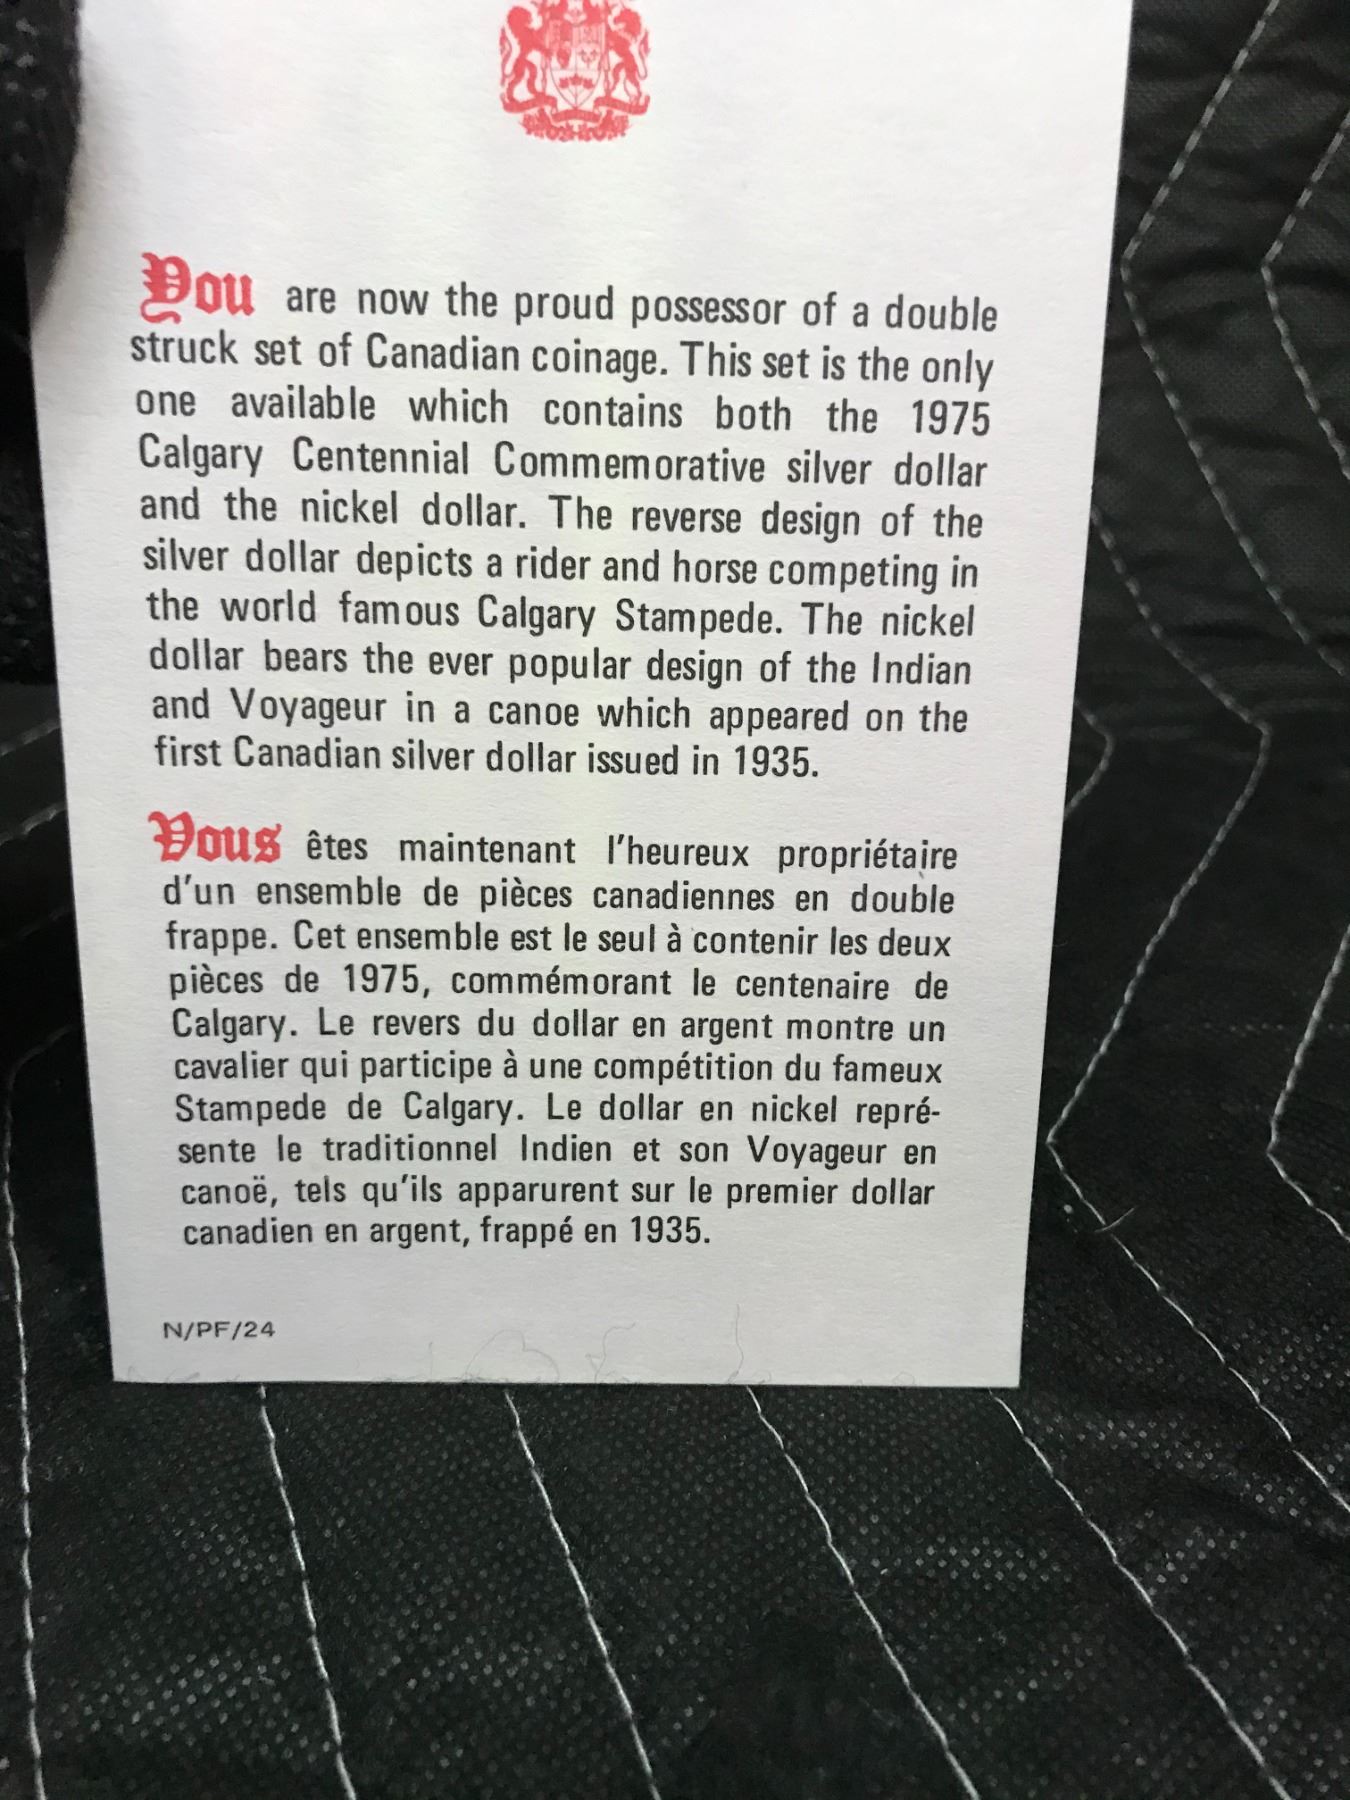 You are now the proud possessor of a double
struck set of Canadian coinage. This set is the only
one available which contains both the 1975
Calgary Centennial Commemorative silver dollar
and the nickel dollar. The reverse design of the
silver dollar depicts a rider and horse competing in
the world famous Calgary Stampede. The nickel
dollar bears the ever popular design of the Indian
and Voyageur in a canoe which appeared on the
first Canadian silver dollar issued in 1935.
Vous êtes maintenant l'heureux propriétaire
d'un ensemble de pièces canadiennes en double
frappe. Cet ensemble est le seul à contenir les deux
pièces de 1975, commémorant le centenaire de
Calgary. Le revers du dollar en argent montre un
cavalier qui participe à une compétition du fameux
Stampede de Calgary. Le dollar en nickel repré-
sente le traditionnel Indien et son Voyageur en
canoë, tels qu'ils apparurent sur le premier dollar
canadien en argent, frappé en 1935.
N/PF/24